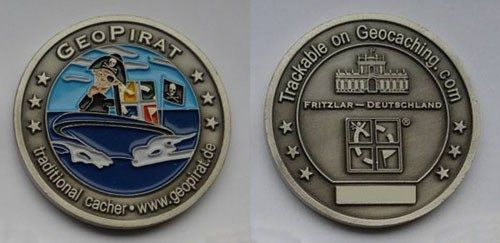 GEOPIRAT
traditional cacher • www.geopirat.de
Trackable on Geocaching.com
FRITZLAR – DEUTSCHLAND
®